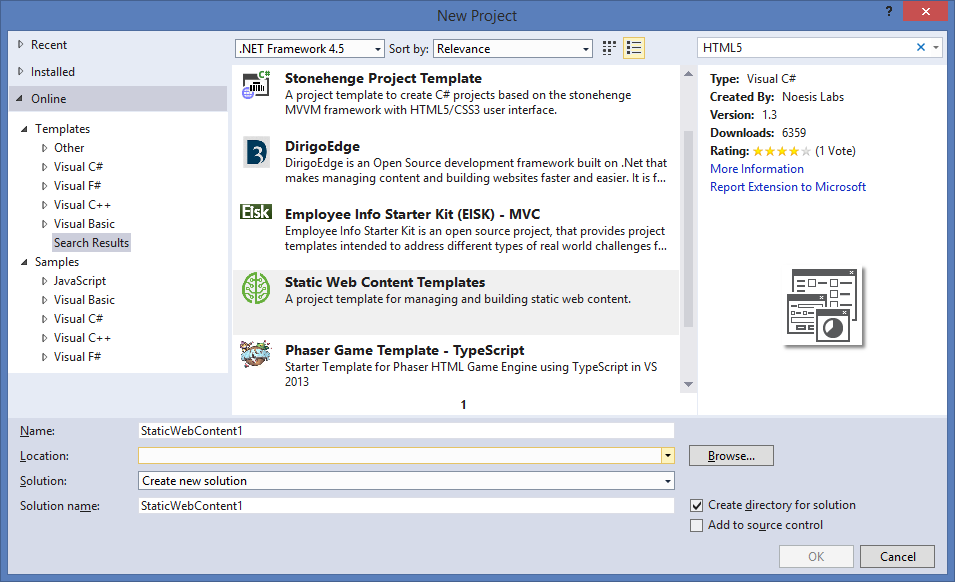 New Project
?
Recent
Installed
Online
Templates
Other
Visual C#
Visual F#
Visual C++
Visual Basic
Search Results
Samples
JavaScript
Visual Basic
Visual C#
Visual C++
Visual F#
.NET Framework 4.5
Sort by: Relevance
C#
Stonehenge Project Template
A project template to create C# projects based on the stonehenge
MVVM framework with HTML5/CSS3 user interface.
DirigoEdge
DirigoEdge is an Open Source development framework built on .Net that
makes managing content and building websites faster and easier. It is f...
Eisk
Employee Info Starter Kit (EISK) - MVC
Employee Info Starter Kit is an open source project, that provides project
templates intended to address different types of real world challenges f...
Static Web Content Templates
A project template for managing and building static web content.
Phaser Game Template - TypeScript
Starter Template for Phaser HTML Game Engine using TypeScript in VS
2013
1
HTML5
Type: Visual C#
Created By: Noesis Labs
Version: 1.3
Downloads: 6359
Rating: (1 Vote)
More Information
Report Extension to Microsoft
Name: StaticWebContent1
Location:
Browse...
Solution: Create new solution
Solution name: StaticWebContent1
Create directory for solution
Add to source control
OK
Cancel